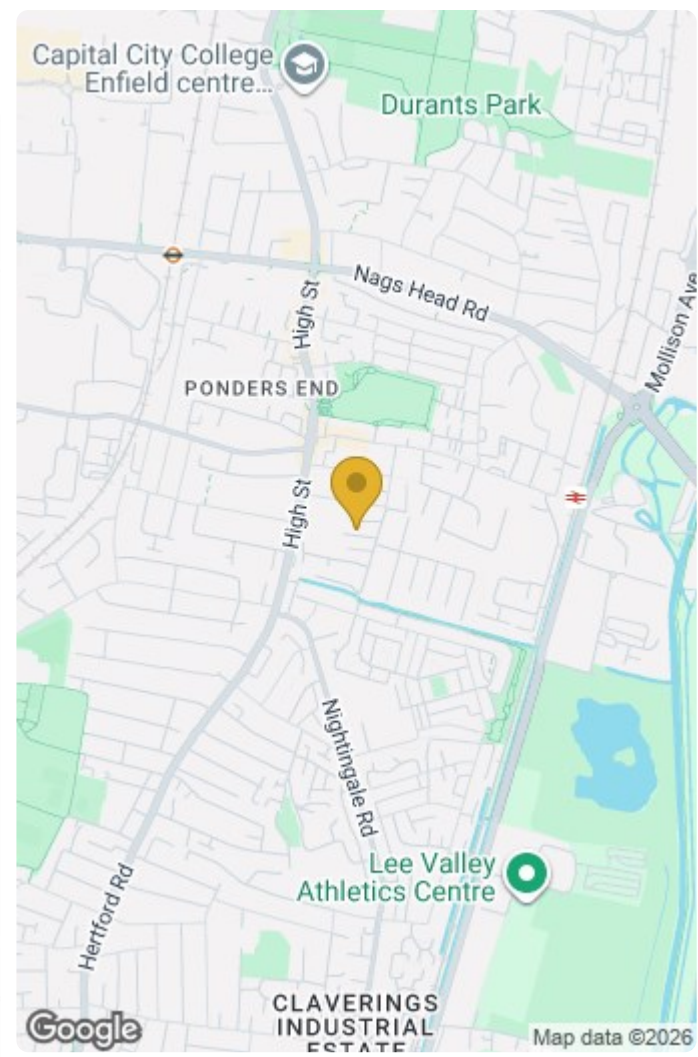 Capital City College
Enfield centre...
Durants Park
Nags Head Rd
High St
Mollison Ave
PONDERS END
High St
Nightingale Rd
Lee Valley
Athletics Centre
Hertford Rd
CLAVERINGS
INDUSTRIAL
ESTATE
Google
Map data ©2026